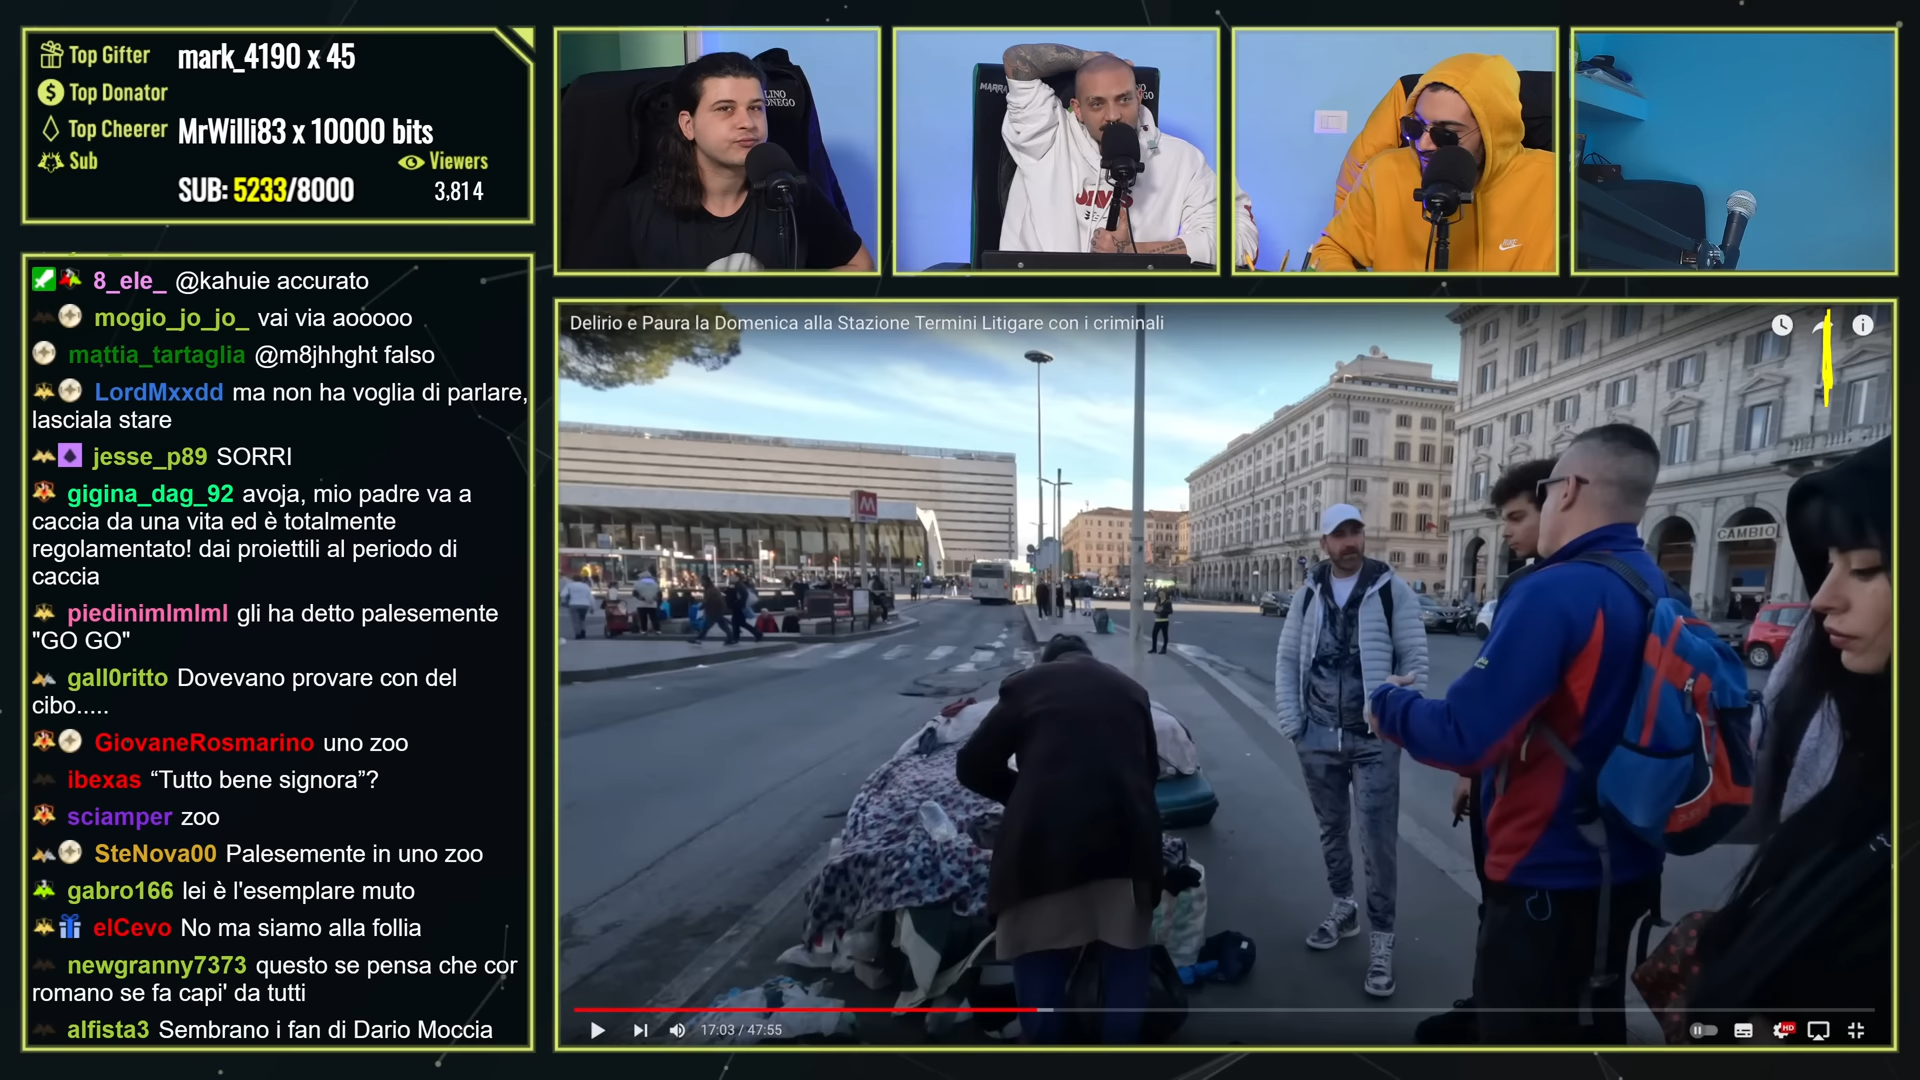 Top Gifter mark_4190 x 45
Top Donator
Top Cheerer MrWilli83 x 10000 bits
Sub Viewers
SUB: 5233/8000 3,814
8_ele_ @kahuie accurato
mogio_jo_jo_ vai via aooooo
mattia_tartaglia @m8jhhght falso
LordMxxdd ma non ha voglia di parlare,
lasciala stare
jesse_p89 SORRI
gigina_dag_92 avoja, mio padre va a
caccia da una vita ed è totalmente
regolamentato! dai proiettili al periodo di
caccia
piedinimlmlml gli ha detto palesemente
"GO GO"
gall0ritto Dovevano provare con del
cibo.....
GiovaneRosmarino uno zoo
ibexas “Tutto bene signora”?
sciamper zoo
SteNova00 Palesemente in uno zoo
gabro166 lei è l'esemplare muto
elCevo No ma siamo alla follia
newgranny7373 questo se pensa che cor
romano se fa capi' da tutti
alfista3 Sembrano i fan di Dario Moccia
Delirio e Paura la Domenica alla Stazione Termini Litigare con i criminali
M
CAMBIO
17:03 / 47:55
HD